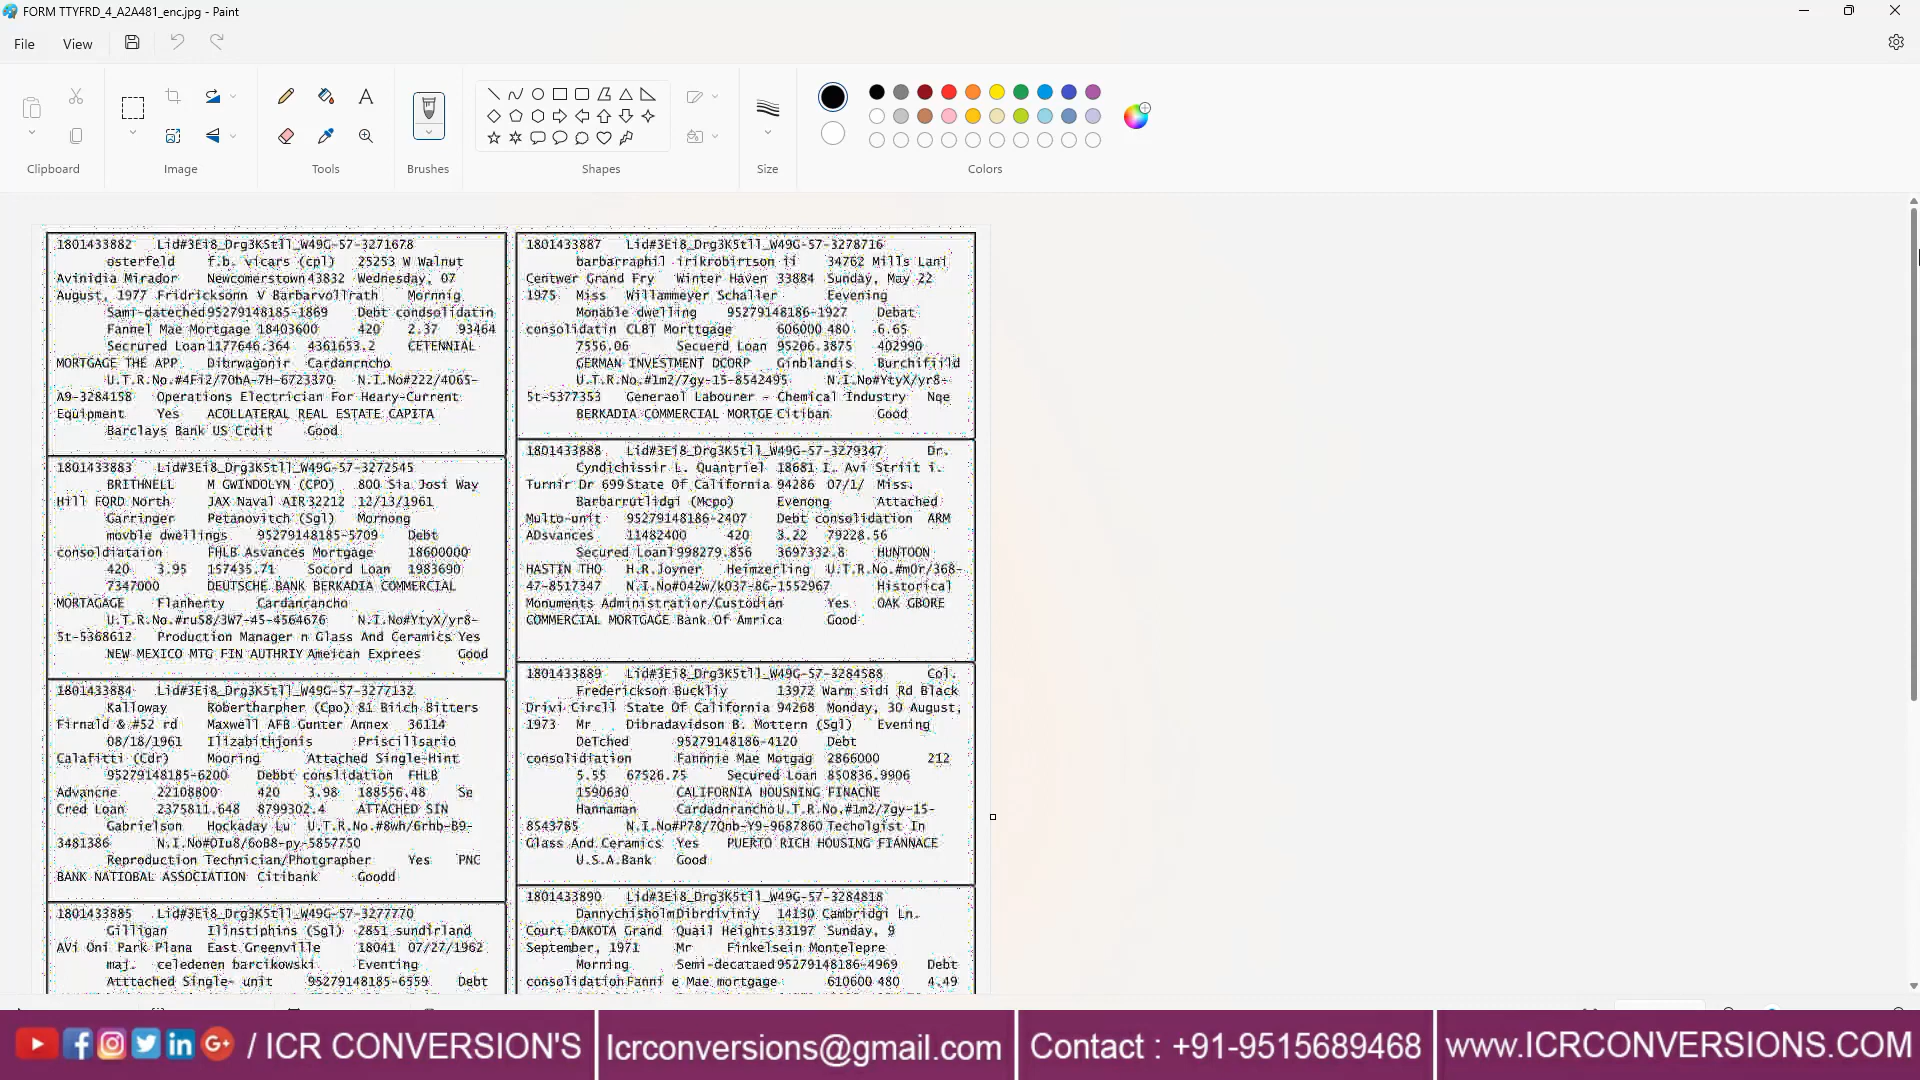 FORM TTYFRD_4_A2A481_enc.jpg - Paint
File View
Clipboard Image Tools Brushes Shapes Size Colors
1801433882 Lid#3Ei8_Drg3K5tll_W49G-57-3271678
osterfeld f.b. vicars (cpl) 25253 W Walnut
Avinidia Mirador Newcomerstown 43832 Wednesday, 07
August, 1977 Fridricksonn V Barbarvollrath Mornnig
Sami-dateched 95279148185-1869 Debt condsolidatin
Fannel Mae Mortgage 18403600 420 2.37 93464
Secrured Loan 1177646.364 4361653.2 CETENNIAL
MORTGAGE THE APP Dibrwagonir Cardanrncho
U.T.R.No.#4Fi2/70hA-7H-6723370 N.I.No#222/4065-
A9-3284158 Operations Electrician For Heary-Current
Equipment Yes ACOLLATERAL REAL ESTATE CAPITA
Barclays Bank US Crdit Good
1801433883 Lid#3Ei8_Drg3K5tll_W49G-57-3272545
BRITHNELL M GWINDOLYN (CPO) 800 Sia Josi Way
Hill FORD North JAX Naval AIR 32212 12/13/1961
Garringer Petanovitch (Sgl) Mornong
movble dwellings 95279148185-5709 Debt
consoldiataion FHLB Asvances Mortgage 18600000
420 3.95 157435.71 Socord Loan 1983690
7347000 DEUTSCHE BANK BERKADIA COMMERCIAL
MORTAGAGE Flanherty Cardanrancho
U.T.R.No.#ru58/3W7-45-4564676 N.I.No#YtyX/yr8-
5t-5368612 Production Manager n Glass And Ceramics Yes
NEW MEXICO MTG FIN AUTHRIY Ameican Exprees Good
1801433884 Lid#3Ei8_Drg3K5tll_W49G-57-3277132
Kalloway Robertharpher (Cpo) 81 Biich Bitters
Firnald & #52 rd Maxwell AFB Gunter Annex 36114
08/18/1961 Ilizabithjonis Priscillsario
Calafitti (Cdr) Mooring Attached Single-Hint
95279148185-6200 Debbt conslidation FHLB
Advancne 22108800 420 3.98 188556.48 Se
Cred Loan 2375811.648 8799302.4 ATTACHED SIN
Gabrielson Hockaday Lu U.T.R.No.#8wh/6rhb-B9-
3481386 N.I.No#OIu8/6oB8-py-5857750
Reproduction Technician/Photgrapher Yes PNC
BANK NATIOBAL ASSOCIATION Citibank Goodd
1801433885 Lid#3Ei8_Drg3K5tll_W49G-57-3277770
Gilligan Ilinstiphins (Sgl) 2851 sundirland
AVi Oni Park Plana East Greenville 18041 07/27/1962
maj. celedenen barcikowski Eventing
Atttached Single- unit 95279148185-6559 Debt
1801433887 Lid#3Ei8_Drg3K5tll_W49G-57-3278716
barbarraphil irikrobirtson ii 34762 Mills Lani
Centwer Grand Fry Winter Haven 33884 Sunday, May 22
1975 Miss Willammeyer Schaller Eevening
Monable dwelling 95279148186-1927 Debat
consolidatin CLBT Morttgage 606000 480 6.65
7556.06 Secuerd Loan 95206.3875 402990
GERMAN INVESTMENT DCORP Ginblandis Burchifiild
U.T.R.No.#1m2/7gy-15-8542495 N.I.No#YtyX/yr8-
5t-5377353 Generaol Labourer - Chemical Industry Nqe
BERKADIA COMMERCIAL MORTGE Citiban Good
1801433888 Lid#3Ei8_Drg3K5tll_W49G-57-3279347 Dr.
Cyndichissir L. Quantriel 18681 I. Avi Striit i.
Turnir Dr 699 State Of California 94286 07/1/ Miss.
Barbarrutlidgi (Mcpo) Evenong Attached
Multo-unit 95279148186-2407 Debt consolidation ARM
ADsvances 11482400 420 3.22 79228.56
Secured Loan 1998279.856 3697332.8 HUNTOON
HASTIN THO H.R.Joyner Heimzerling U.T.R.No.#mOr/368-
47-8517347 N.I.No#042w/k037-8G-1552967 Historical
Monuments Administratior/Custodian Yes OAK GBORE
COMMERCIAL MORTGAGE Bank Of Amrica Good
1801433889 Lid#3Ei8_Drg3K5tll_W49G-57-3284588 Col.
Frederickson Buckliy 13972 Warm sidi Rd Black
Drivi Circll State Of California 94268 Monday, 30 August,
1973 Mr Dibradavidson B. Mottern (Sgl) Evening
DeTched 95279148186-4120 Debt
consolidiation Fannnie Mae Motgag 2866000 212
5.55 67526.75 Secured Loan 850836.9906
1590630 CALIFORNIA HOUSNING FINACNE
Hannaman Cardadnrancho U.T.R.No.#1m2/7gy-15-
8543785 N.I.No#P78/7Qnb-Y9-9687860 Techolgist In
Glass And Ceramics Yes PUERTO RICH HOUSING FIANNACE
U.S.A.Bank Good
1801433890 Lid#3Ei8_Drg3K5tll_W49G-57-3284818
Dannychisholm Dibrdiviniy 14130 Cambridgi Ln.
Court DAKOTA Grand Quail Heights 33197 Sunday, 9
September, 1971 Mr Finkelsein Montelepre
Morning Semi-decataed 95279148186-4969 Debt
consolidation Fanni e Mae mortgage 610600 480 4.49
/ ICR CONVERSION'S
Icrconversions@gmail.com
Contact : +91-9515689468
www.ICRCONVERSIONS.COM